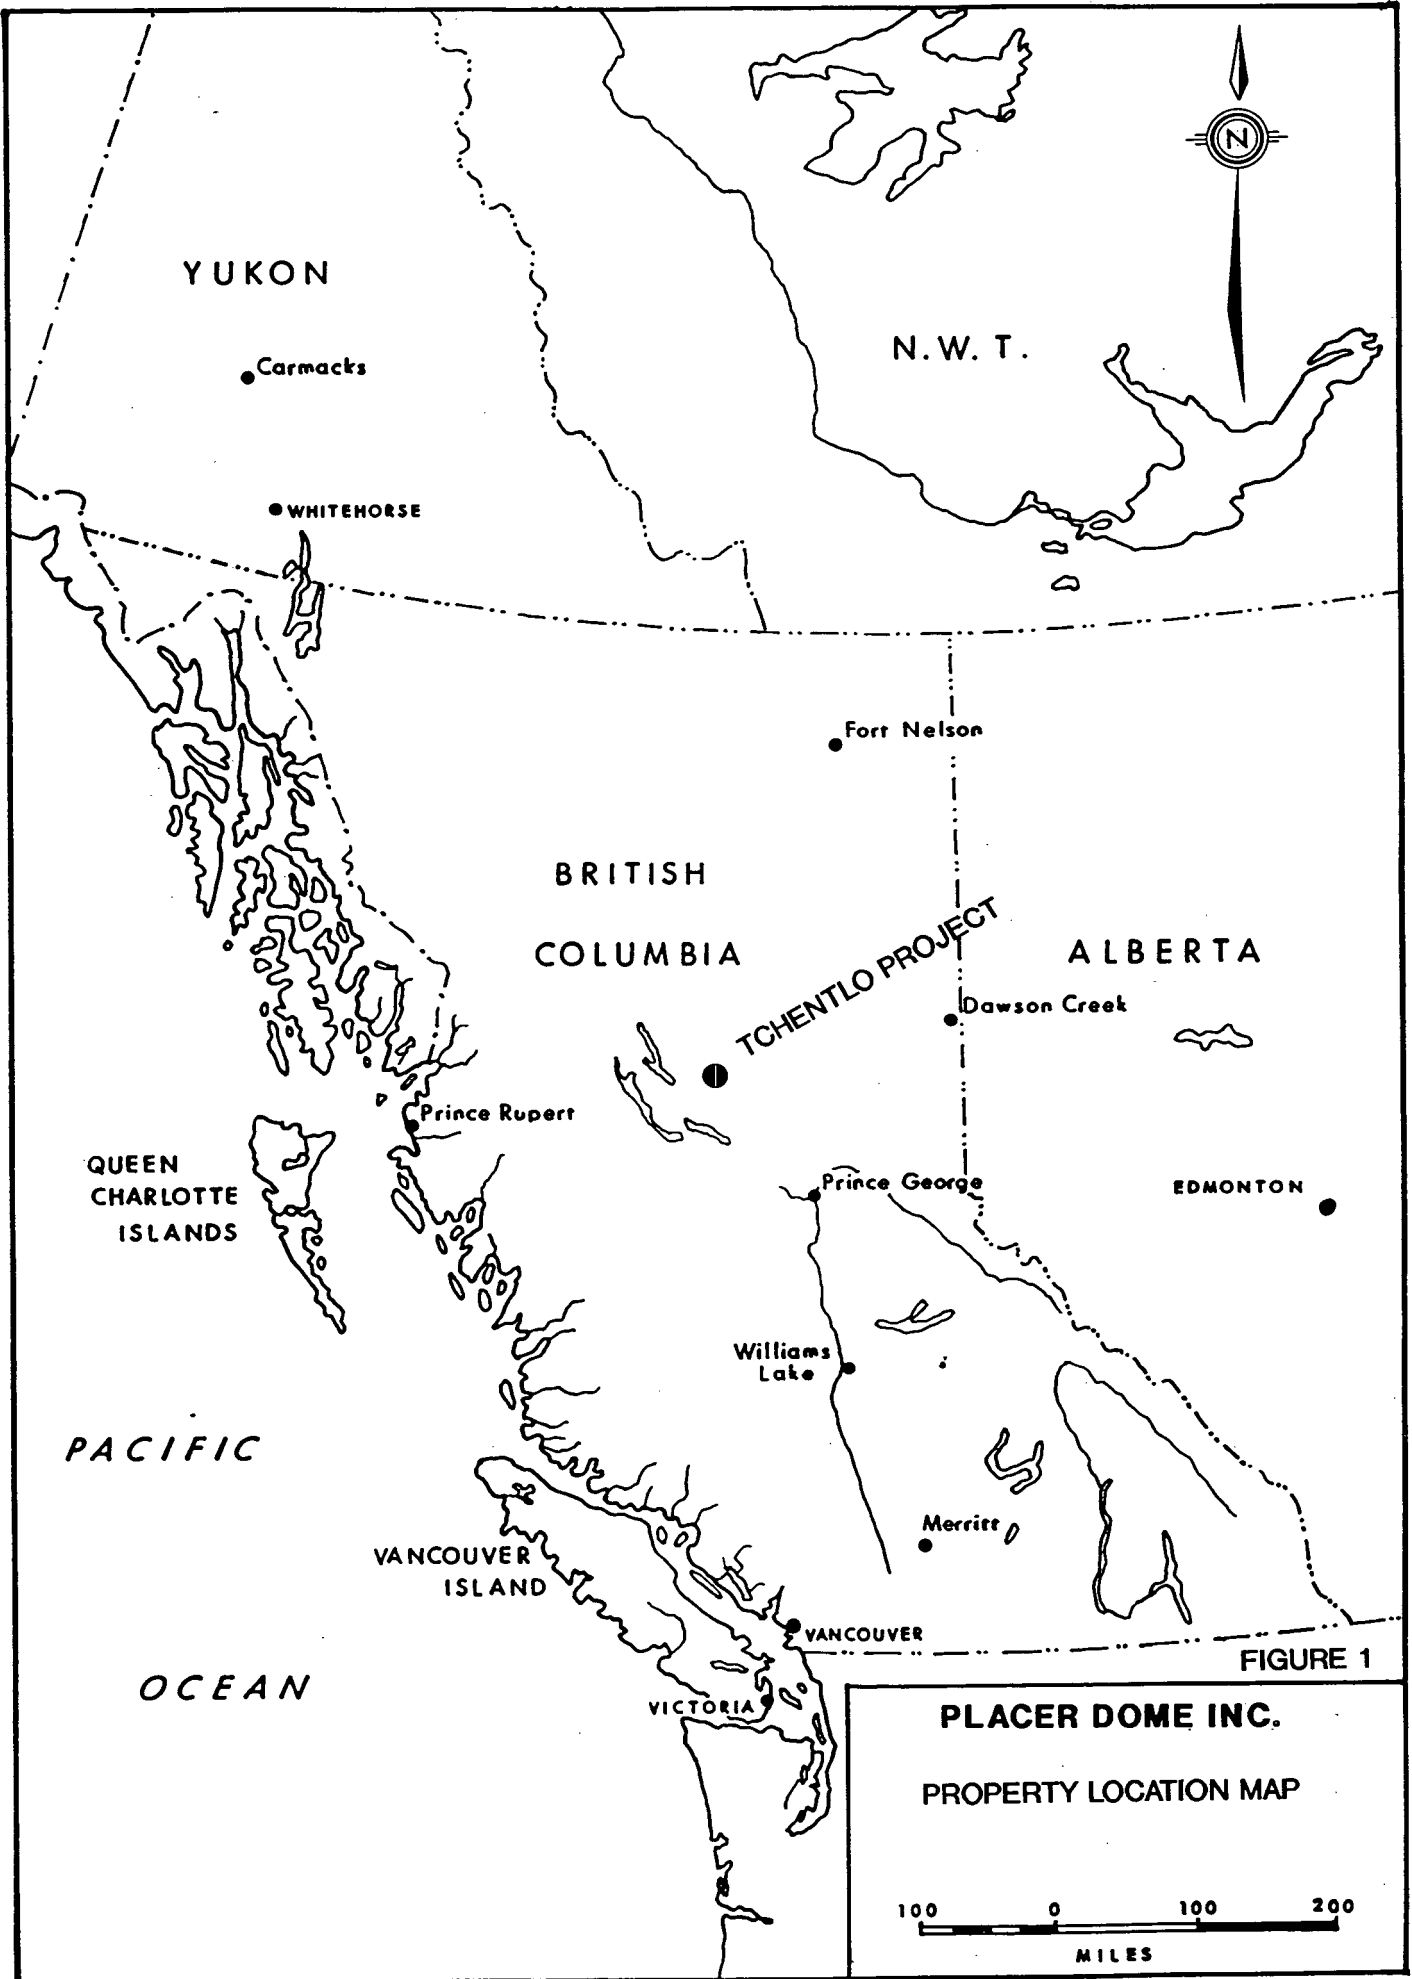 N
YUKON
N.W.T.
Carmacks
WHITEHORSE
Fort Nelson
BRITISH
COLUMBIA
TCHENTLO PROJECT
ALBERTA
Dawson Creek
Prince Rupert
QUEEN
CHARLOTTE
ISLANDS
Prince George
EDMONTON
Williams
Lake
PACIFIC
Merritt
VANCOUVER
ISLAND
VANCOUVER
OCEAN
VICTORIA
FIGURE 1
PLACER DOME INC.
PROPERTY LOCATION MAP
100 0 100 200
MILES